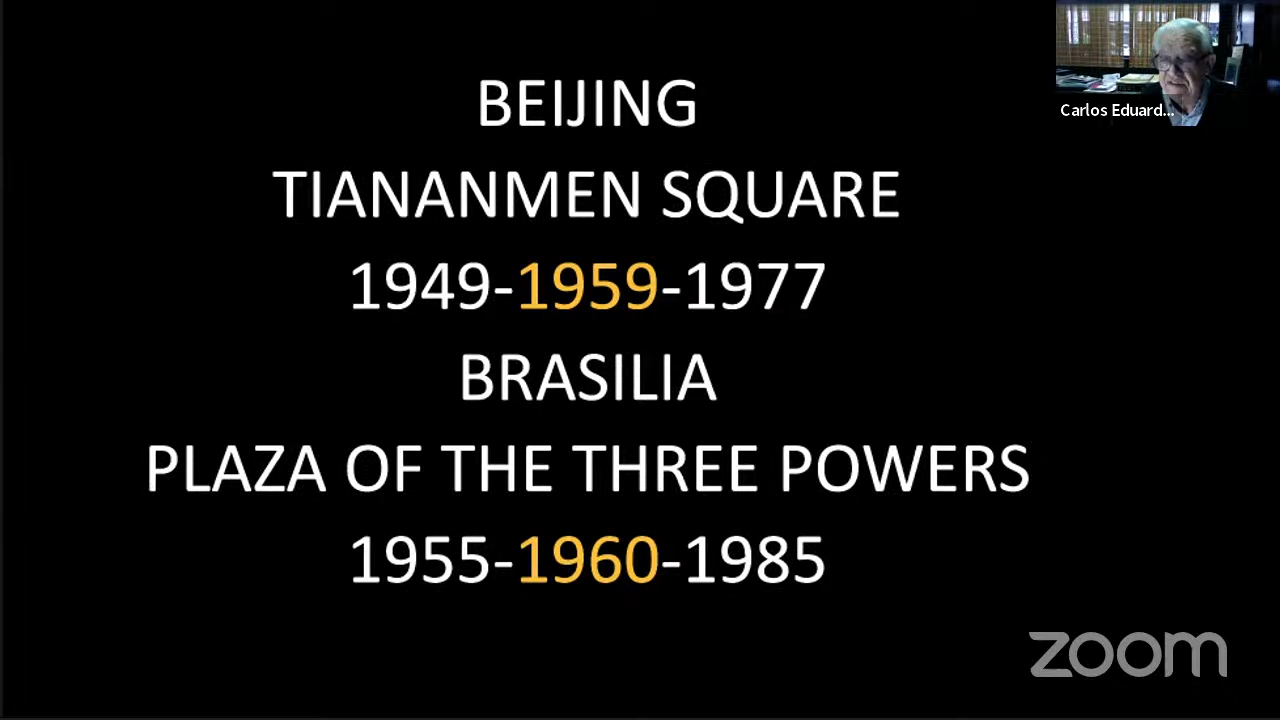 BEIJING
TIANANMEN SQUARE
1949-1959-1977
BRASILIA
PLAZA OF THE THREE POWERS
1955-1960-1985
Carlos Eduard...
zoom